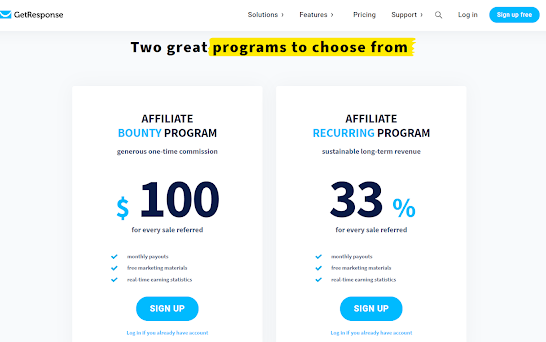 GetResponse
Solutions
Features
Pricing
Support
Log in
Sign up free
Two great programs to choose from
AFFILIATE
BOUNTY PROGRAM
generous one-time commission
$ 100
for every sale referred
monthly payouts
free marketing materials
real-time earning statistics
SIGN UP
Log in if you already have account
AFFILIATE
RECURRING PROGRAM
sustainable long-term revenue
33 %
for every sale referred
monthly payouts
free marketing materials
real-time earning statistics
SIGN UP
Log in if you already have account